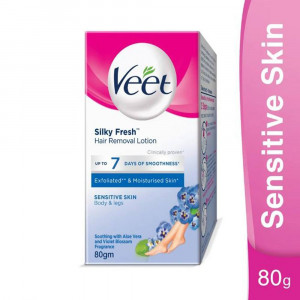 Veet
Silky Fresh™
Hair Removal Lotion
Clinically proven*
UP TO 7 DAYS OF SMOOTHNESS*
Exfoliated** & Moisturised Skin*
SENSITIVE SKIN
Body & legs
Soothing with Aloe Vera
and Violet Blossom
Fragrance
80gm
Sensitive Skin
80g